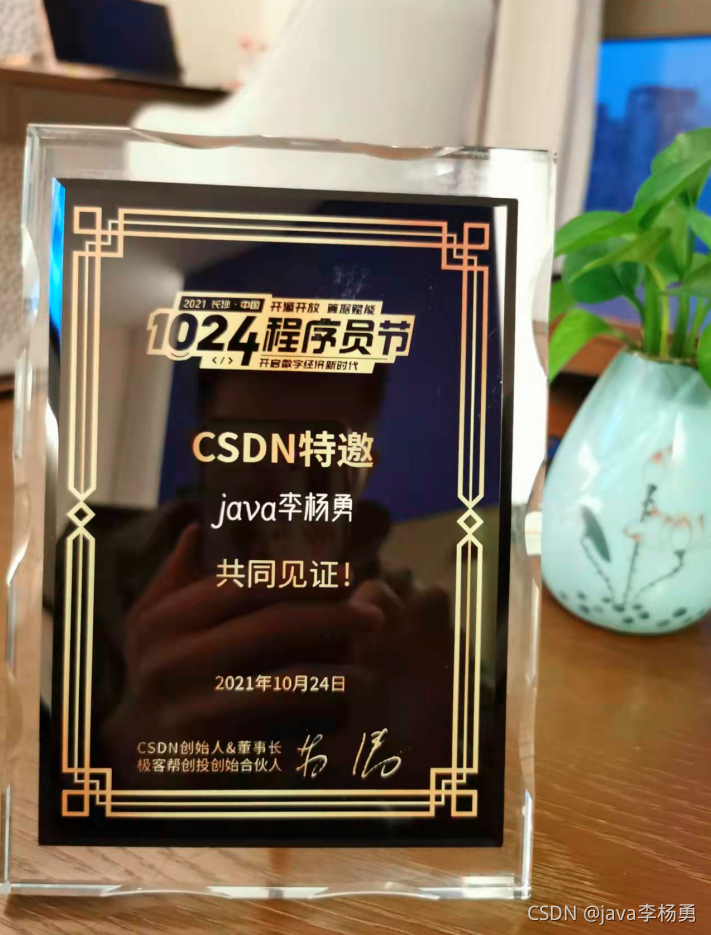 2021 长沙·中国 开源开放 算据赋能
1024程序员节
</> 开启数字经济新时代
CSDN特邀
java李杨勇
共同见证!
2021年10月24日
CSDN创始人&董事长
极客帮创投创始合伙人
CSDN @java李杨勇